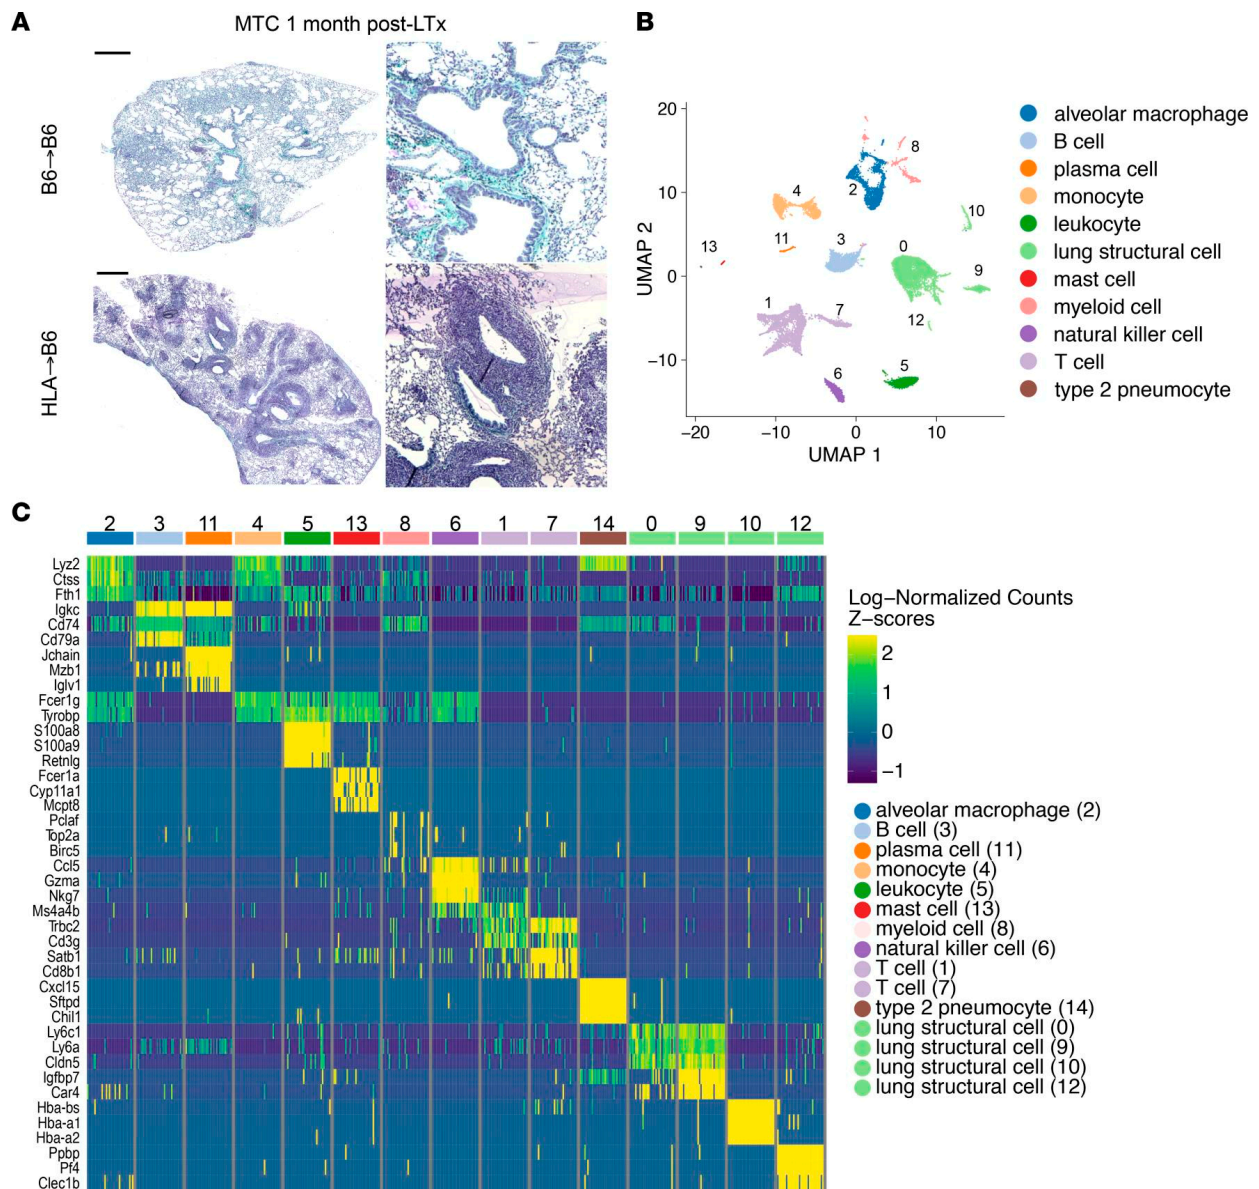 A
MTC 1 month post-LTx
B6→B6
HLA→B6
B
UMAP 2
20
10
0
−10
−20
−10
0
10
UMAP 1
8
2
4
10
13
11
3
0
9
1
7
12
6
5
alveolar macrophage
B cell
plasma cell
monocyte
leukocyte
lung structural cell
mast cell
myeloid cell
natural killer cell
T cell
type 2 pneumocyte
C
2 3 11 4 5 13 8 6 1 7 14 0 9 10 12
Lyz2
Ctss
Fth1
Igkc
Cd74
Cd79a
Jchain
Mzb1
Iglv1
Fcer1g
Tyrobp
S100a8
S100a9
Retnlg
Fcer1a
Cyp11a1
Mcpt8
Pclaf
Top2a
Birc5
Ccl5
Gzma
Nkg7
Ms4a4b
Trbc2
Cd3g
Satb1
Cd8b1
Cxcl15
Sftpd
Chil1
Ly6c1
Ly6a
Cldn5
Igfbp7
Car4
Hba-bs
Hba-a1
Hba-a2
Ppbp
Pf4
Clec1b
Log−Normalized Counts
Z−scores
2
1
0
−1
alveolar macrophage (2)
B cell (3)
plasma cell (11)
monocyte (4)
leukocyte (5)
mast cell (13)
myeloid cell (8)
natural killer cell (6)
T cell (1)
T cell (7)
type 2 pneumocyte (14)
lung structural cell (0)
lung structural cell (9)
lung structural cell (10)
lung structural cell (12)